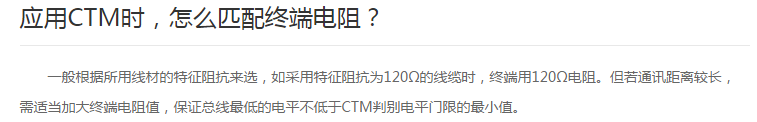 应用CTM时，怎么匹配终端电阻？
一般根据所用线材的特征阻抗来选，如采用特征阻抗为120Ω的线缆时，终端用120Ω电阻。但若通讯距离较长，
需适当加大终端电阻值，保证总线最低的电平不低于CTM判别电平门限的最小值。